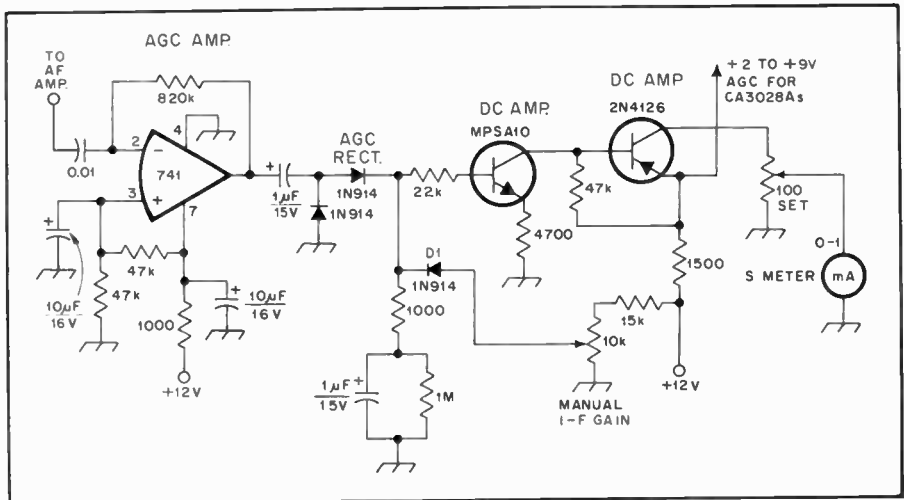 AGC AMP.
TO
AF
AMP.
820k
0.01
2
−
4
741
3
+
7
+
10µF
16V
47k
47k
1000
+
10µF
16V
+12V
+
1µF
15V
AGC
RECT.
1N914
1N914
22k
DC AMP.
MPSA10
4700
47k
DC AMP.
2N4126
+2 TO +9V
AGC FOR
CA3028As
100
SET
0-1
mA
S METER
1500
D1
1N914
1000
15k
10k
MANUAL
I-F GAIN
+12V
1µF
15V
+
1M